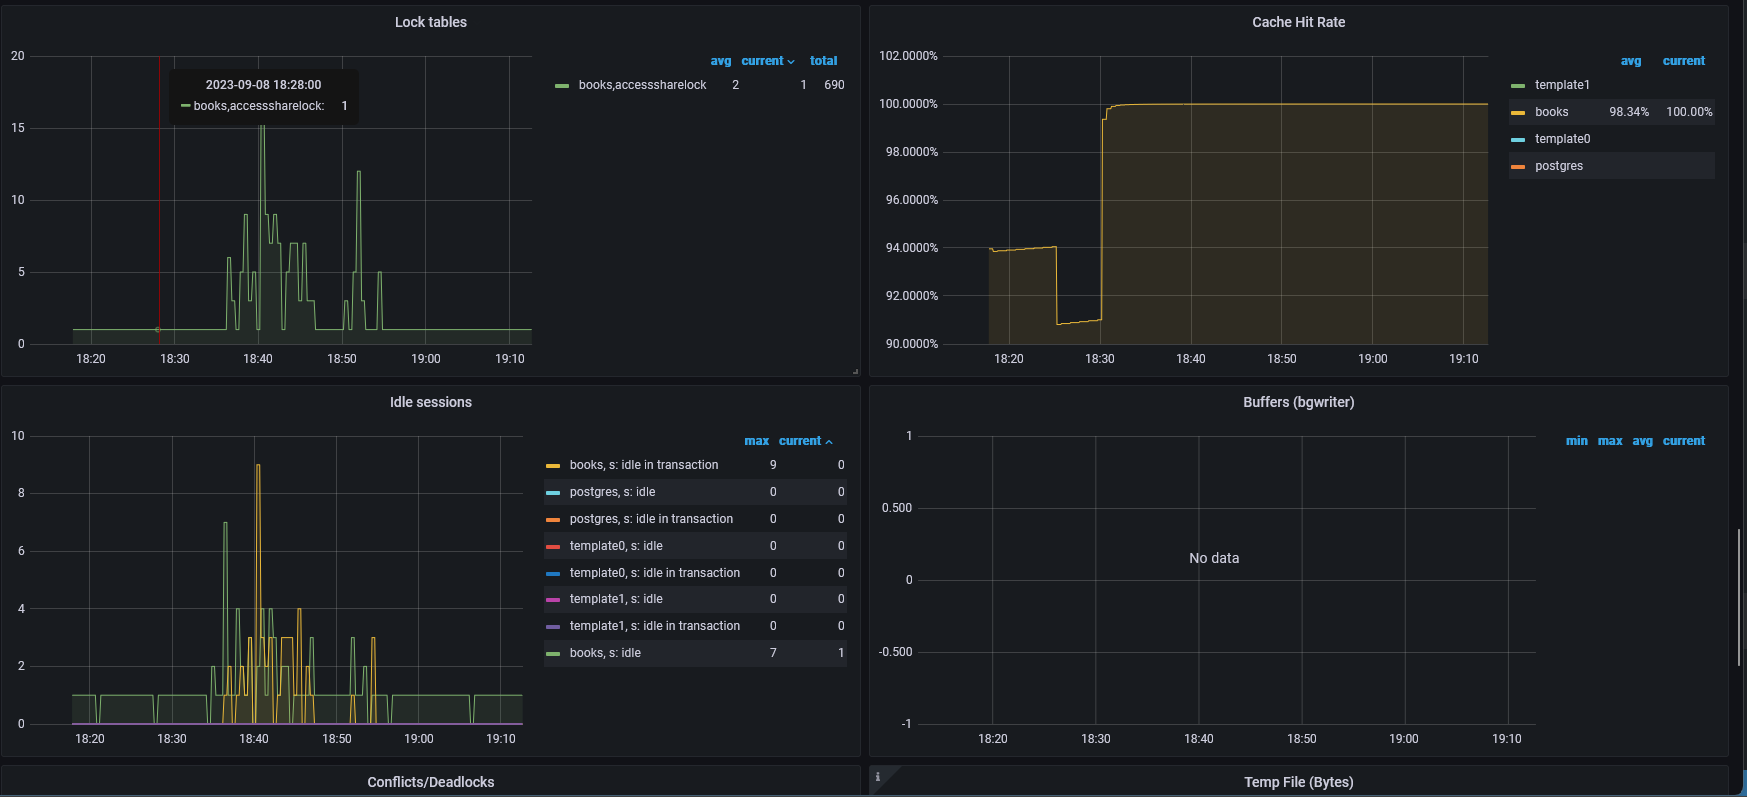 Lock tables
20
15
10
5
0
18:20 18:30 18:40 18:50 19:00 19:10
2023-09-08 18:28:00
books,accesssharelock: 1
avg current total
books,accesssharelock 2 1 690
Cache Hit Rate
102.0000%
100.0000%
98.0000%
96.0000%
94.0000%
92.0000%
90.0000%
18:20 18:30 18:40 18:50 19:00 19:10
avg current
template1
books 98.34% 100.00%
template0
postgres
Idle sessions
10
8
6
4
2
0
18:20 18:30 18:40 18:50 19:00 19:10
max current
books, s: idle in transaction 9 0
postgres, s: idle 0 0
postgres, s: idle in transaction 0 0
template0, s: idle 0 0
template0, s: idle in transaction 0 0
template1, s: idle 0 0
template1, s: idle in transaction 0 0
books, s: idle 7 1
Buffers (bgwriter)
1
0.500
0
-0.500
-1
No data
18:20 18:30 18:40 18:50 19:00 19:10
min max avg current
Conflicts/Deadlocks
i
Temp File (Bytes)